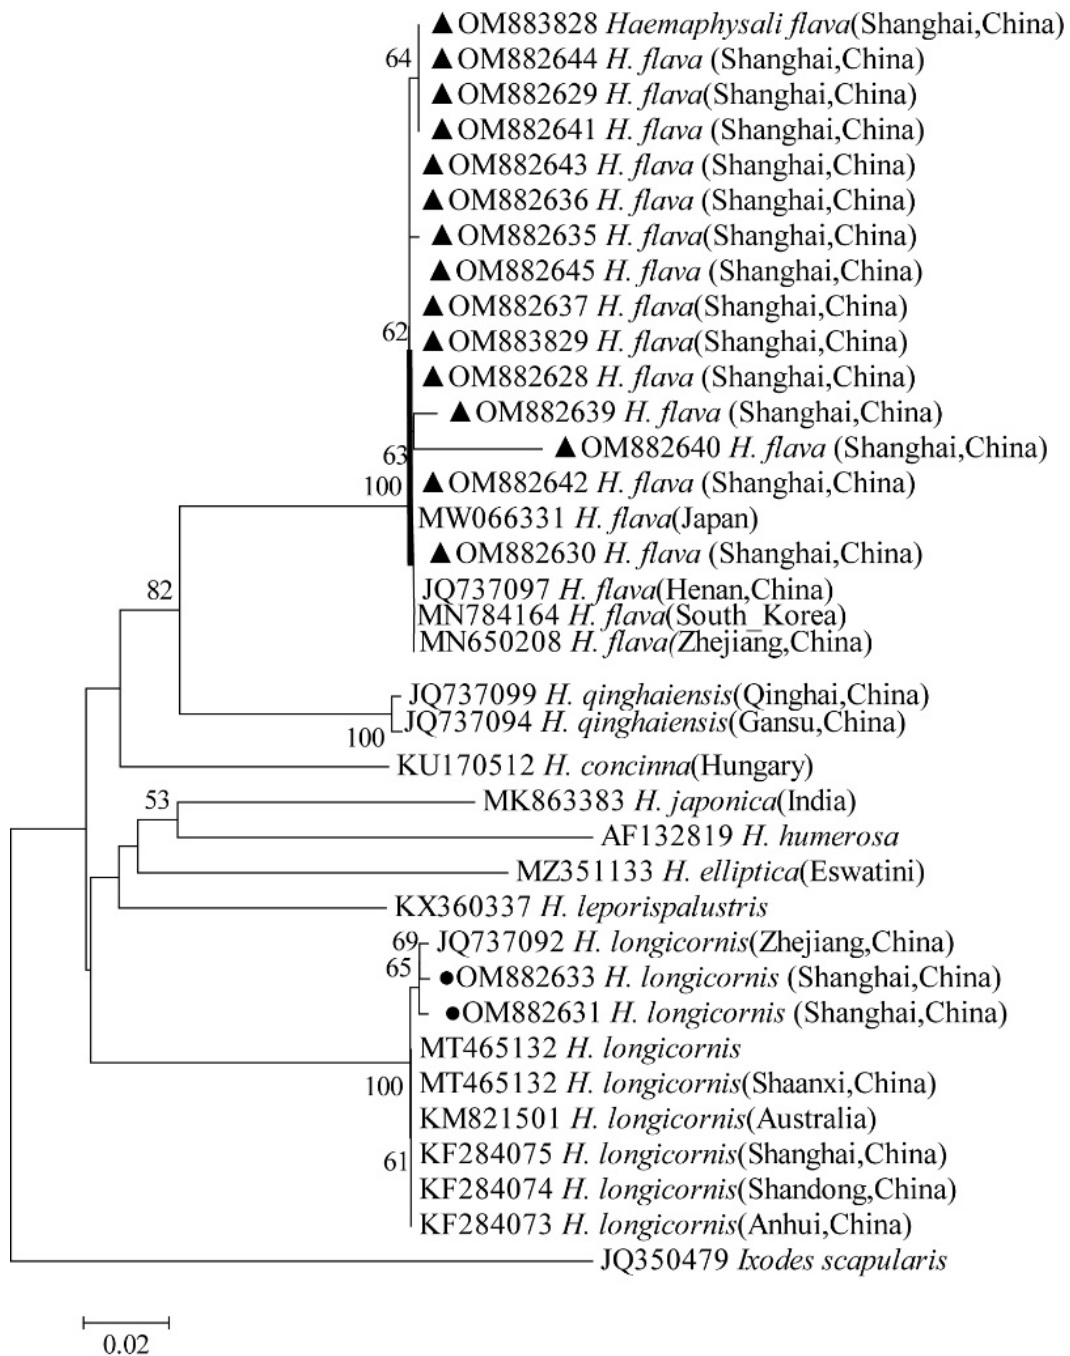 ▲OM883828 Haemaphysali flava(Shanghai,China)
64
▲OM882644 H. flava (Shanghai,China)
▲OM882629 H. flava(Shanghai,China)
▲OM882641 H. flava (Shanghai,China)
▲OM882643 H. flava (Shanghai,China)
▲OM882636 H. flava (Shanghai,China)
▲OM882635 H. flava(Shanghai,China)
▲OM882645 H. flava (Shanghai,China)
▲OM882637 H. flava(Shanghai,China)
62
▲OM883829 H. flava(Shanghai,China)
▲OM882628 H. flava (Shanghai,China)
▲OM882639 H. flava (Shanghai,China)
▲OM882640 H. flava (Shanghai,China)
63
100
▲OM882642 H. flava (Shanghai,China)
MW066331 H. flava(Japan)
▲OM882630 H. flava (Shanghai,China)
82
JQ737097 H. flava(Henan,China)
MN784164 H. flava(South_Korea)
MN650208 H. flava(Zhejiang,China)
JQ737099 H. qinghaiensis(Qinghai,China)
JQ737094 H. qinghaiensis(Gansu,China)
100
KU170512 H. concinna(Hungary)
53
MK863383 H. japonica(India)
AF132819 H. humerosa
MZ351133 H. elliptica(Eswatini)
KX360337 H. leporispalustris
69
JQ737092 H. longicornis(Zhejiang,China)
65
●OM882633 H. longicornis (Shanghai,China)
●OM882631 H. longicornis (Shanghai,China)
MT465132 H. longicornis
100
MT465132 H. longicornis(Shaanxi,China)
KM821501 H. longicornis(Australia)
61
KF284075 H. longicornis(Shanghai,China)
KF284074 H. longicornis(Shandong,China)
KF284073 H. longicornis(Anhui,China)
JQ350479 Ixodes scapularis
0.02